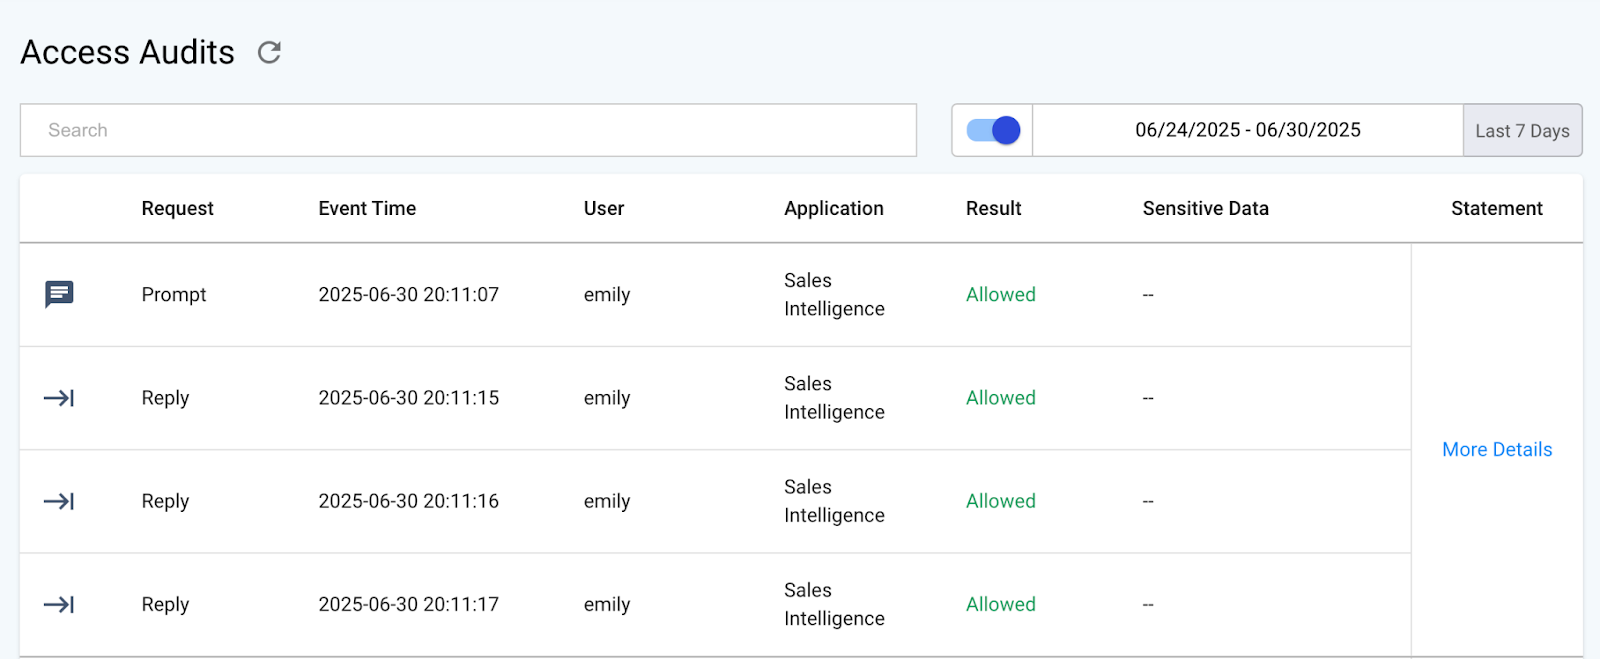 Access Audits
Search
06/24/2025 - 06/30/2025
Last 7 Days
Request Event Time User Application Result Sensitive Data Statement
Prompt 2025-06-30 20:11:07 emily Sales Intelligence Allowed --
Reply 2025-06-30 20:11:15 emily Sales Intelligence Allowed --
More Details
Reply 2025-06-30 20:11:16 emily Sales Intelligence Allowed --
Reply 2025-06-30 20:11:17 emily Sales Intelligence Allowed --